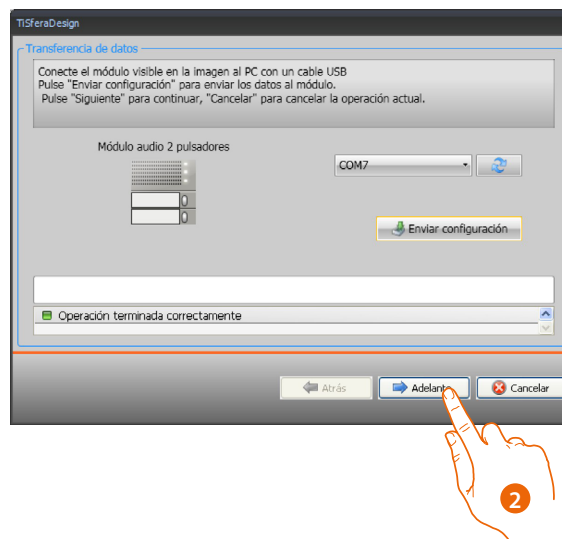 TiSferaDesign
Transferencia de datos
Conecte el módulo visible en la imagen al PC con un cable USB
Pulse "Enviar configuración" para enviar los datos al módulo.
Pulse "Siguiente" para continuar, "Cancelar" para cancelar la operación actual.
Módulo audio 2 pulsadores
COM7
Enviar configuración
Operación terminada correctamente
Atrás
Adelante
Cancelar
2